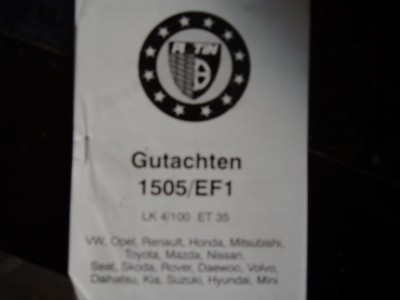 Gutachten
1505/EF1
LK 4/100 ET 35
VW, Opel, Renault, Honda, Mitsubishi,
Toyota, Mazda, Nissan,
Seat, Skoda, Rover, Daewoo, Volvo,
Daihatsu, Kia, Suzuki, Hyundai, Mini